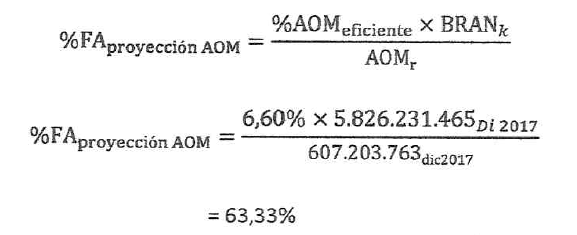 %FA_proyección AOM = %AOM_eficiente × BRAN_k / AOM_r
%FA_proyección AOM = 6,60% × 5.826.231.465_Di 2017 / 607.203.763_dic2017
= 63,33%